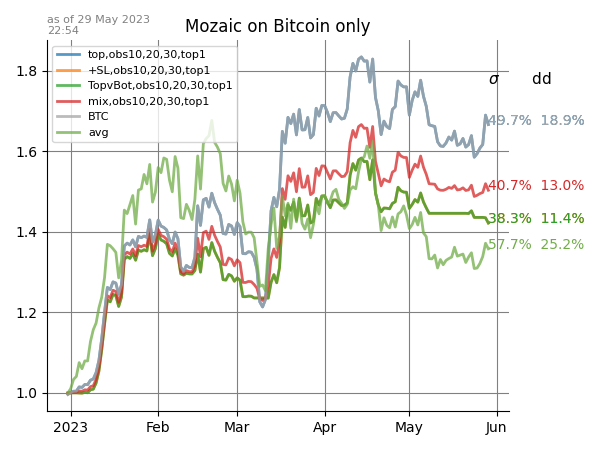 as of 29 May 2023
22:54
Mozaic on Bitcoin only
top,obs10,20,30,top1
+SL,obs10,20,30,top1
TopvBot,obs10,20,30,top1
mix,obs10,20,30,top1
BTC
avg
σ dd
49.7% 18.9%
40.7% 13.0%
38.3% 11.4%
57.7% 25.2%
1.8
1.6
1.4
1.2
1.0
2023 Feb Mar Apr May Jun